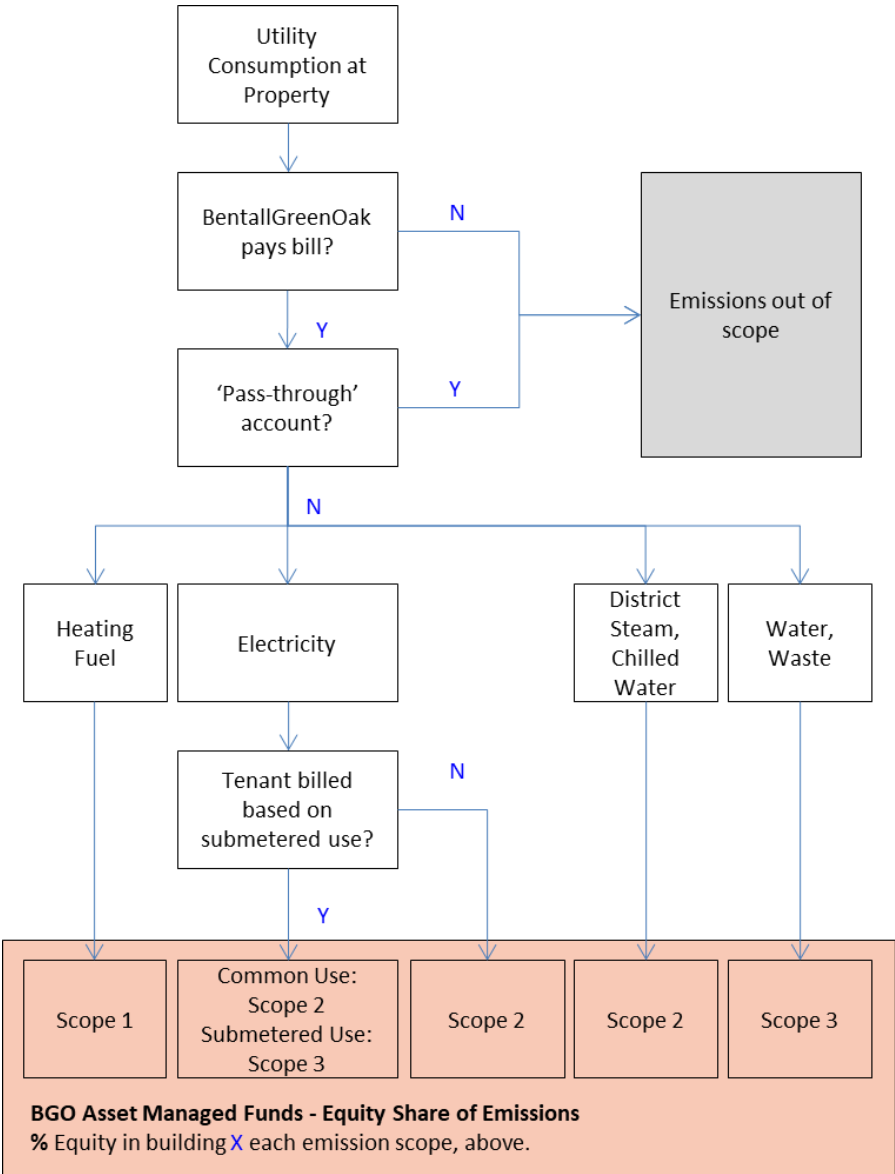 Utility
Consumption at
Property
BentallGreenOak
pays bill?
N
Emissions out of
scope
Y
‘Pass-through’
account?
Y
N
Heating
Fuel
Electricity
District
Steam,
Chilled
Water
Water,
Waste
Tenant billed
based on
submetered use?
N
Y
Scope 1
Common Use:
Scope 2
Submetered Use:
Scope 3
Scope 2
Scope 2
Scope 3
BGO Asset Managed Funds - Equity Share of Emissions
% Equity in building X each emission scope, above.